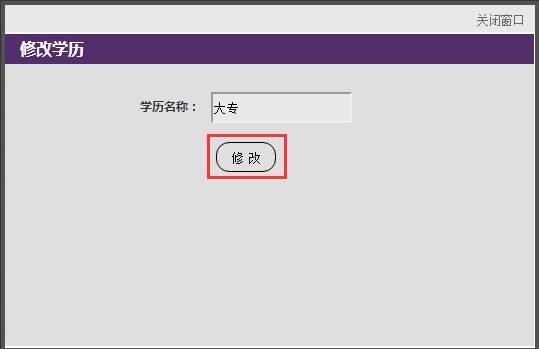 关闭窗口
修改学历
学历名称： 大专
修 改